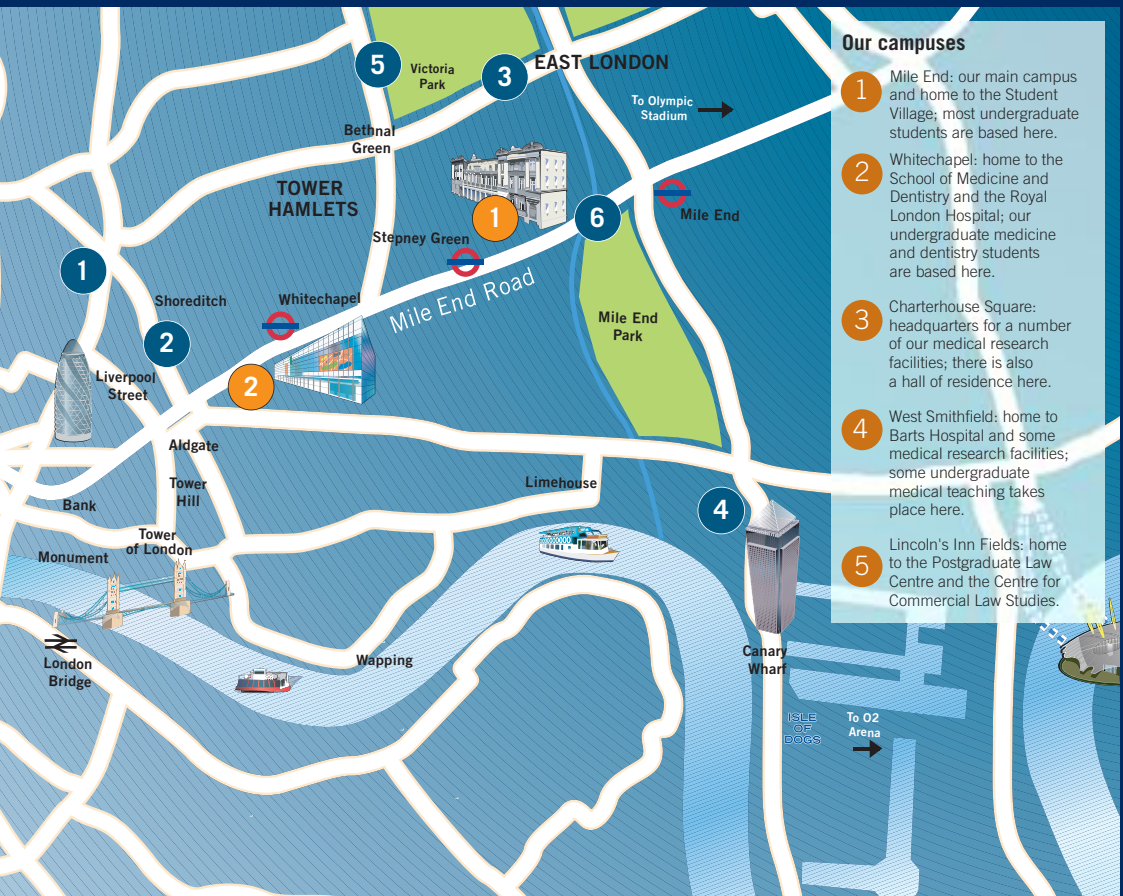 5
Victoria
Park
3
EAST LONDON
To Olympic
Stadium
Bethnal
Green
TOWER
HAMLETS
1
6
Mile End
Stepney Green
1
Shoreditch
Whitechapel
Mile End Road
Mile End
Park
2
Liverpool
Street
2
Aldgate
Tower
Hill
Bank
Limehouse
4
Tower
of London
Monument
London
Bridge
Wapping
Canary
Wharf
ISLE
OF
DOGS
To O2
Arena
Our campuses
1
Mile End: our main campus
and home to the Student
Village; most undergraduate
students are based here.
2
Whitechapel: home to the
School of Medicine and
Dentistry and the Royal
London Hospital; our
undergraduate medicine
and dentistry students
are based here.
3
Charterhouse Square:
headquarters for a number
of our medical research
facilities; there is also
a hall of residence here.
4
West Smithfield: home to
Barts Hospital and some
medical research facilities;
some undergraduate
medical teaching takes
place here.
5
Lincoln's Inn Fields: home
to the Postgraduate Law
Centre and the Centre for
Commercial Law Studies.